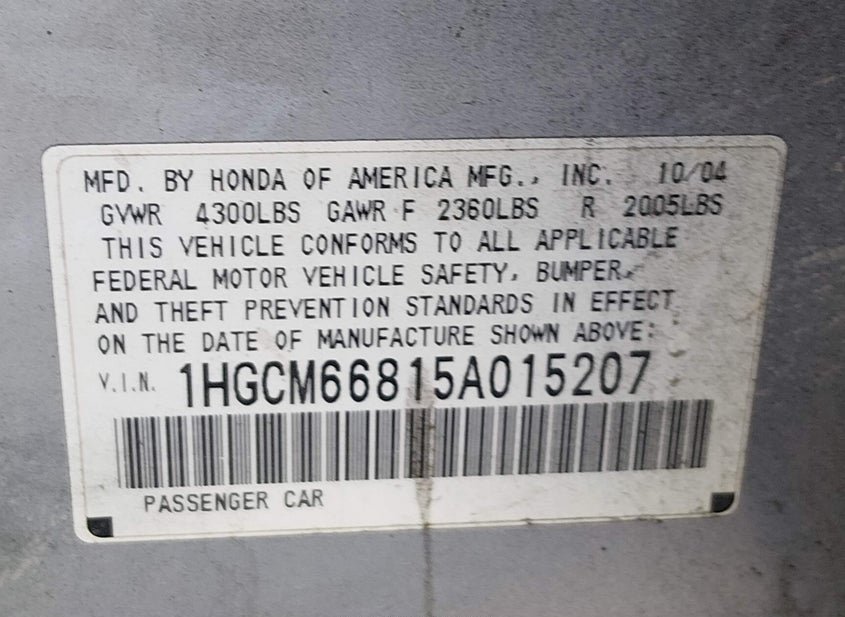 MFD. BY HONDA OF AMERICA MFG., INC. 10/04
GVWR 4300LBS GAWR F 2360LBS R 2005LBS
THIS VEHICLE CONFORMS TO ALL APPLICABLE
FEDERAL MOTOR VEHICLE SAFETY, BUMPER,
AND THEFT PREVENTION STANDARDS IN EFFECT
ON THE DATE OF MANUFACTURE SHOWN ABOVE:
V.I.N. 1HGCM66815A015207
PASSENGER CAR